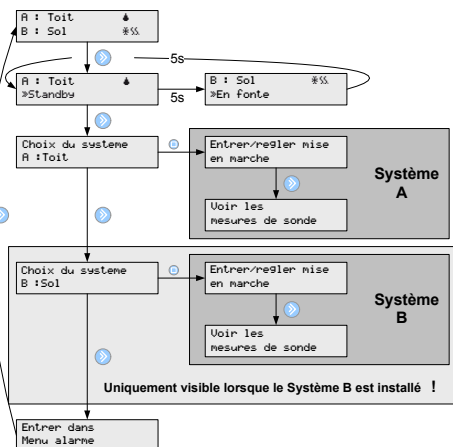 A : Toit
B : Sol
5s
A : Toit
»Standby
5s
B : Sol
»En fonte
Choix du systeme
A :Toit
Entrer/regler mise
en marche
Voir les
mesures de sonde
Système
A
Choix du systeme
B :Sol
Entrer/regler mise
en marche
Voir les
mesures de sonde
Système
B
Uniquement visible lorsque le Système B est installé !
Entrer dans
Menu alarme